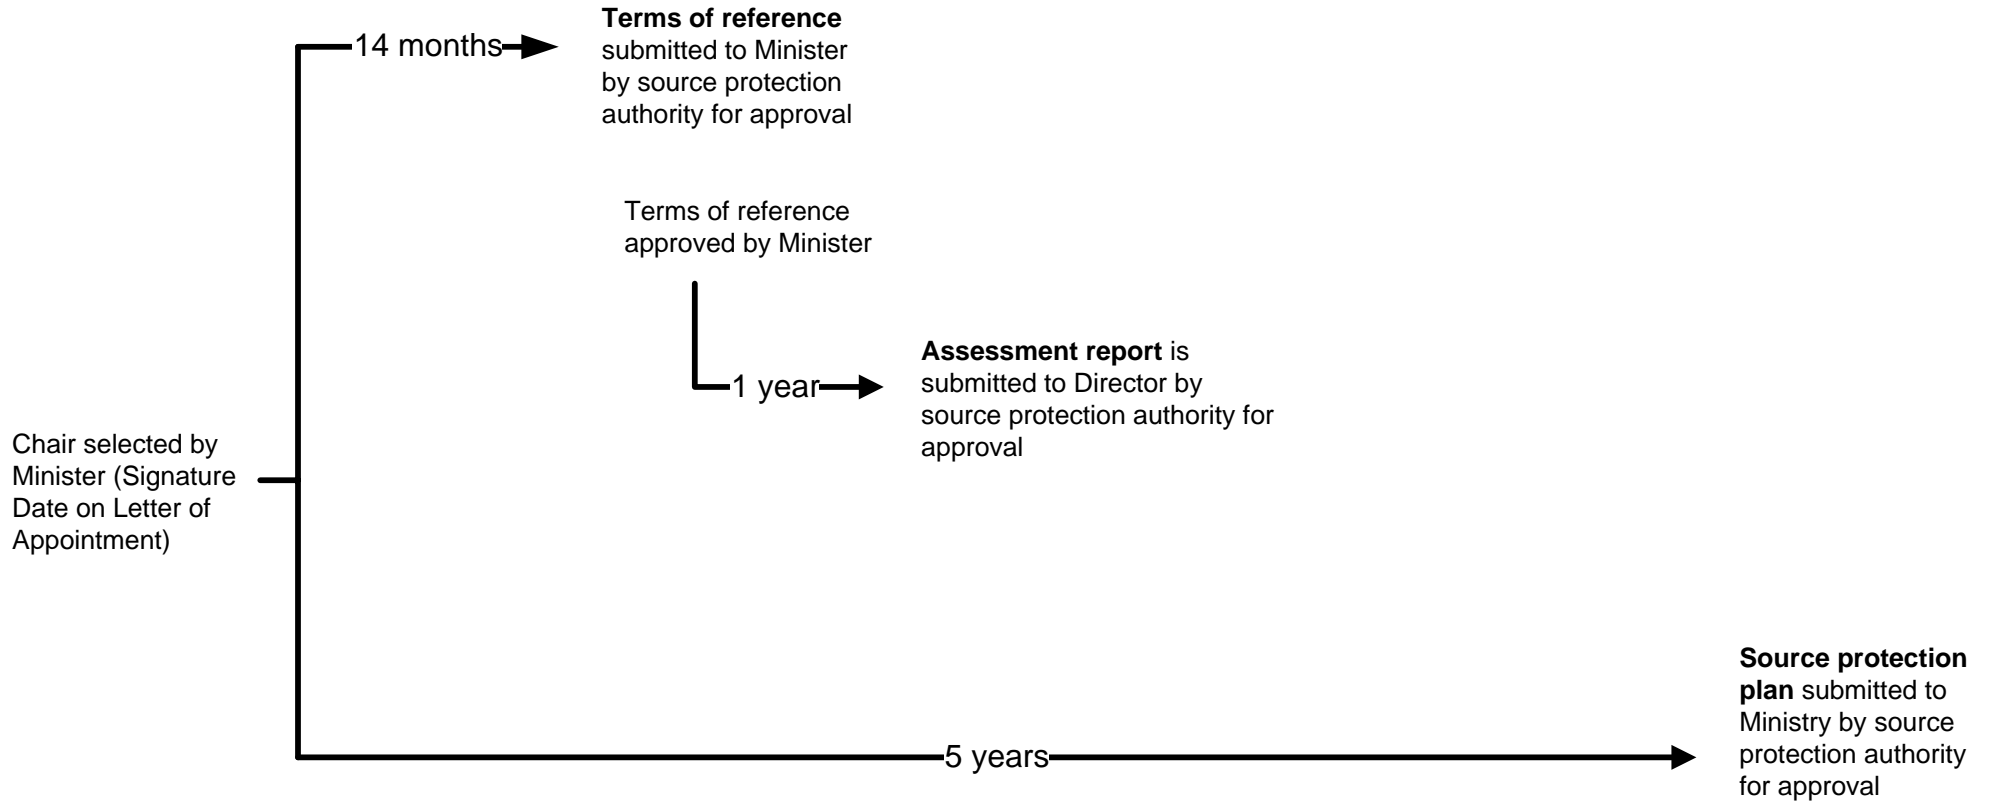 Terms of reference
submitted to Minister
by source protection
authority for approval
14 months
Terms of reference
approved by Minister
1 year
Assessment report is
submitted to Director by
source protection authority for
approval
Chair selected by
Minister (Signature
Date on Letter of
Appointment)
5 years
Source protection
plan submitted to
Ministry by source
protection authority
for approval